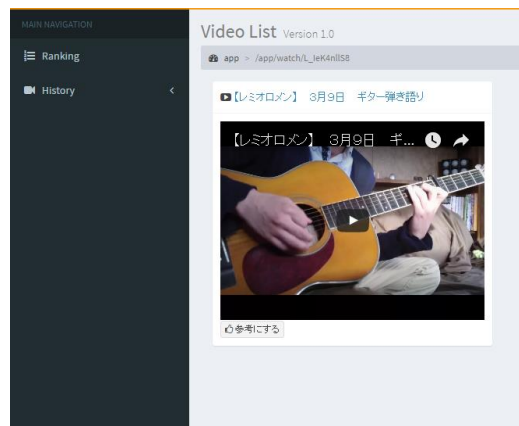 MAIN NAVIGATION
Ranking
History
Video List Version 1.0
app > /app/watch/L_IeK4nlIS8
【レミオロメン】 3月9日 ギター弾き語り
【レミオロメン】 3月9日 ギ...
参考にする